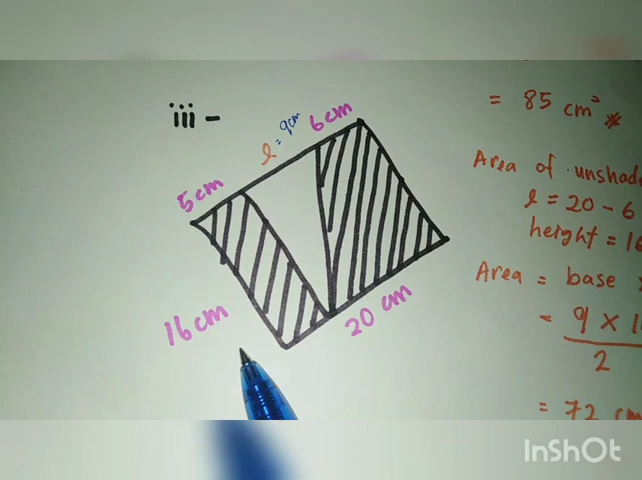 iii -
5cm
l = 9cm
6cm
16cm
20 cm
= 85 cm²
Area of unshad
l = 20 - 6
height = 16
Area = base
= 9 × 1
2
= 72 cm
InShOt